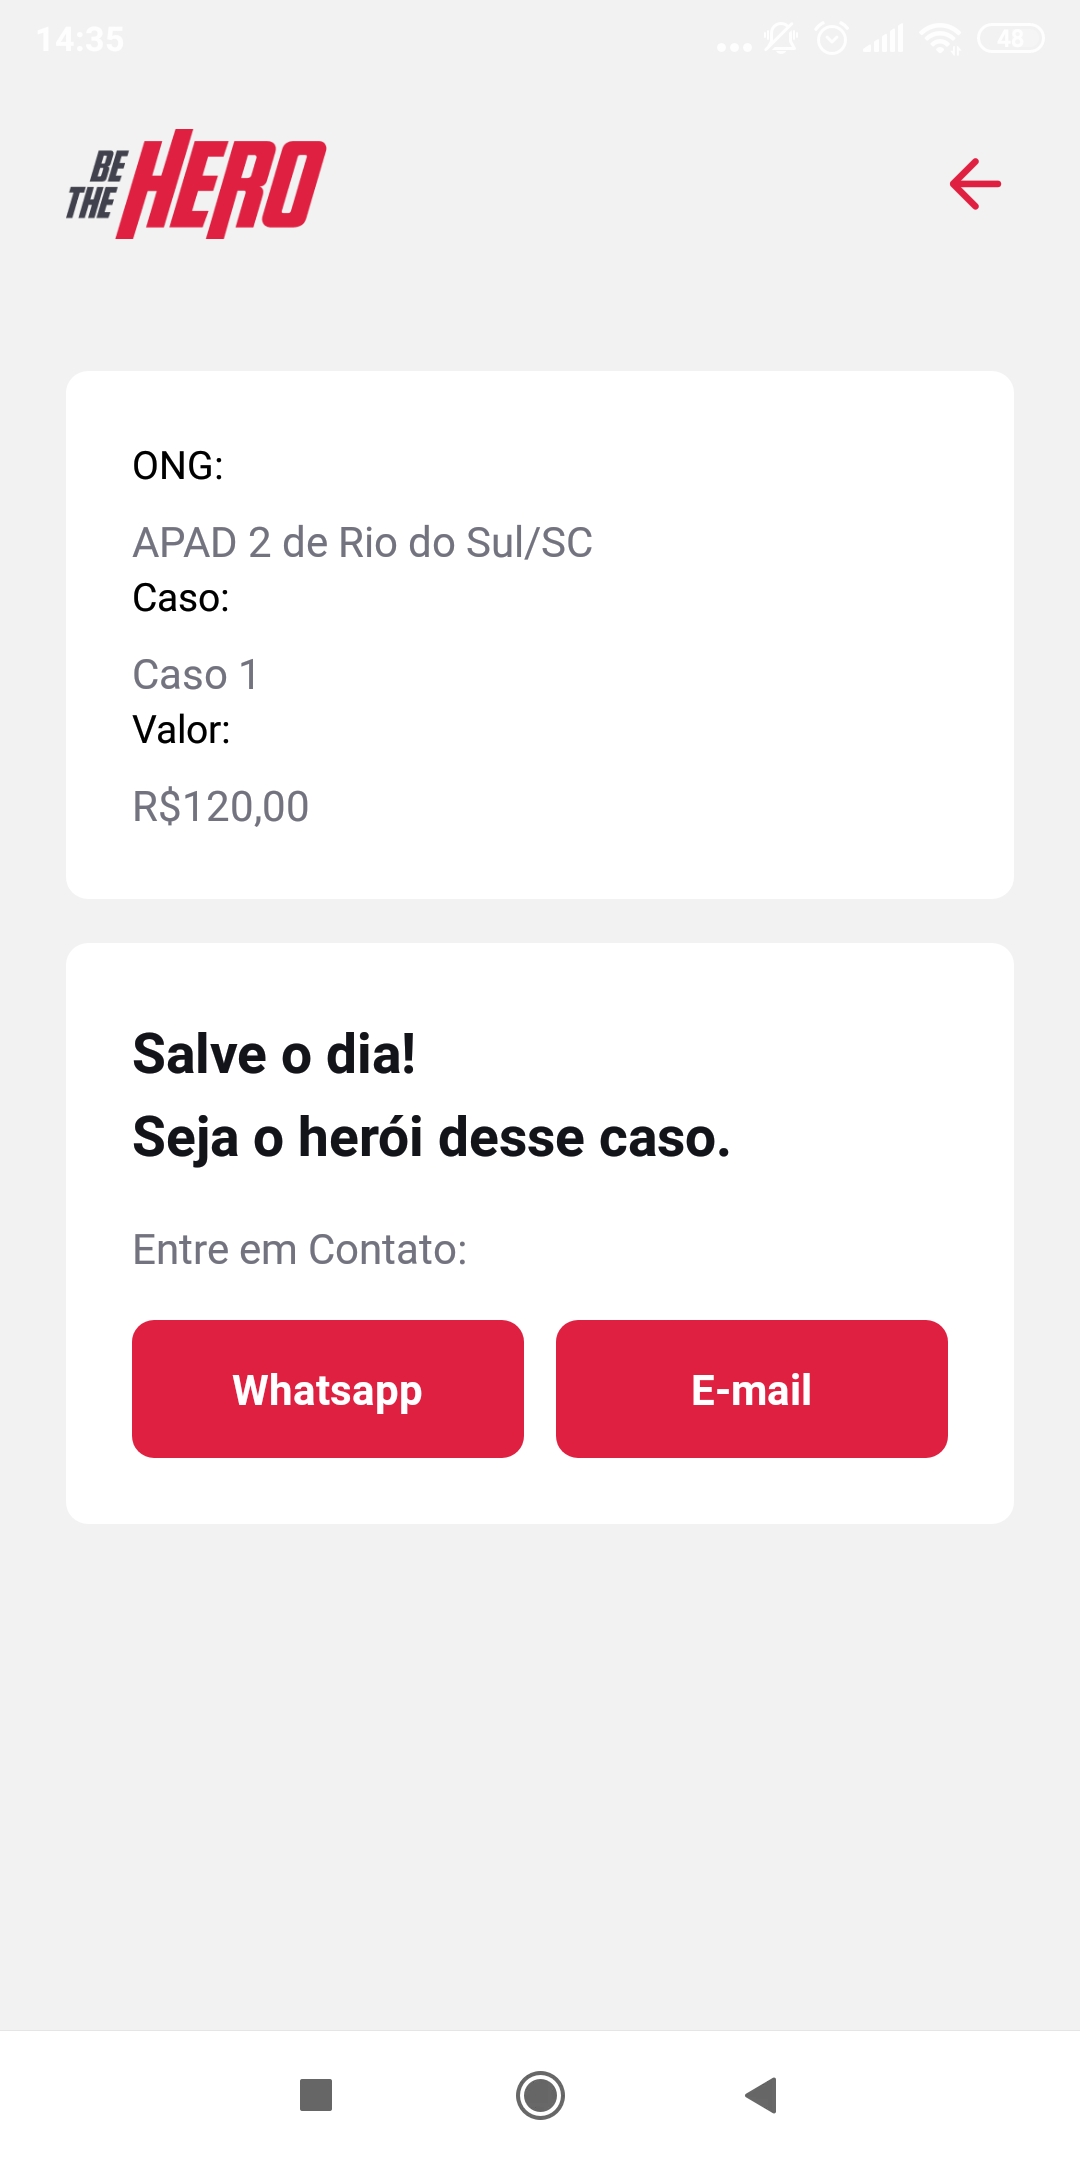 14:35
48
BE
THE
HERO
ONG:
APAD 2 de Rio do Sul/SC
Caso:
Caso 1
Valor:
R$120,00
Salve o dia!
Seja o herói desse caso.
Entre em Contato:
Whatsapp
E-mail